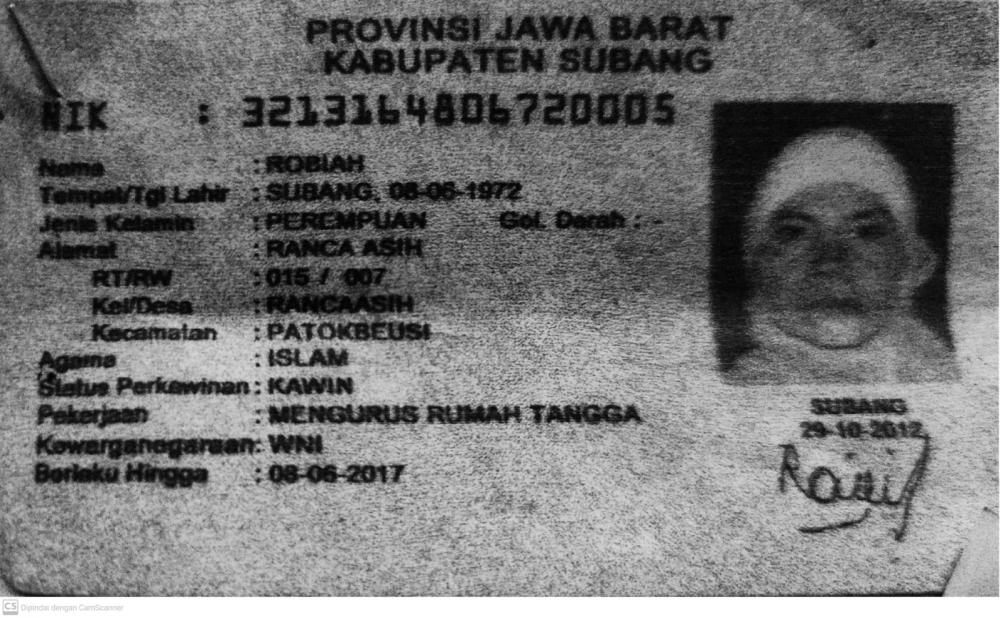 PROVINSI JAWA BARAT
KABUPATEN SUBANG
NIK : 3213164806720005
Nama : ROBIAH
Tempat/Tgl Lahir : SUBANG, 08-06-1972
Jenis Kelamin : PEREMPUAN Gol. Darah : -
Alamat : RANCA ASIH
RT/RW : 015 / 007
Kel/Desa : RANCAASIH
Kecamatan : PATOKBEUSI
Agama : ISLAM
Status Perkawinan : KAWIN
Pekerjaan : MENGURUS RUMAH TANGGA
Kewarganegaraan: WNI
Berlaku Hingga : 08-06-2017
SUBANG
29-10-2012
CS Dipindai dengan CamScanner